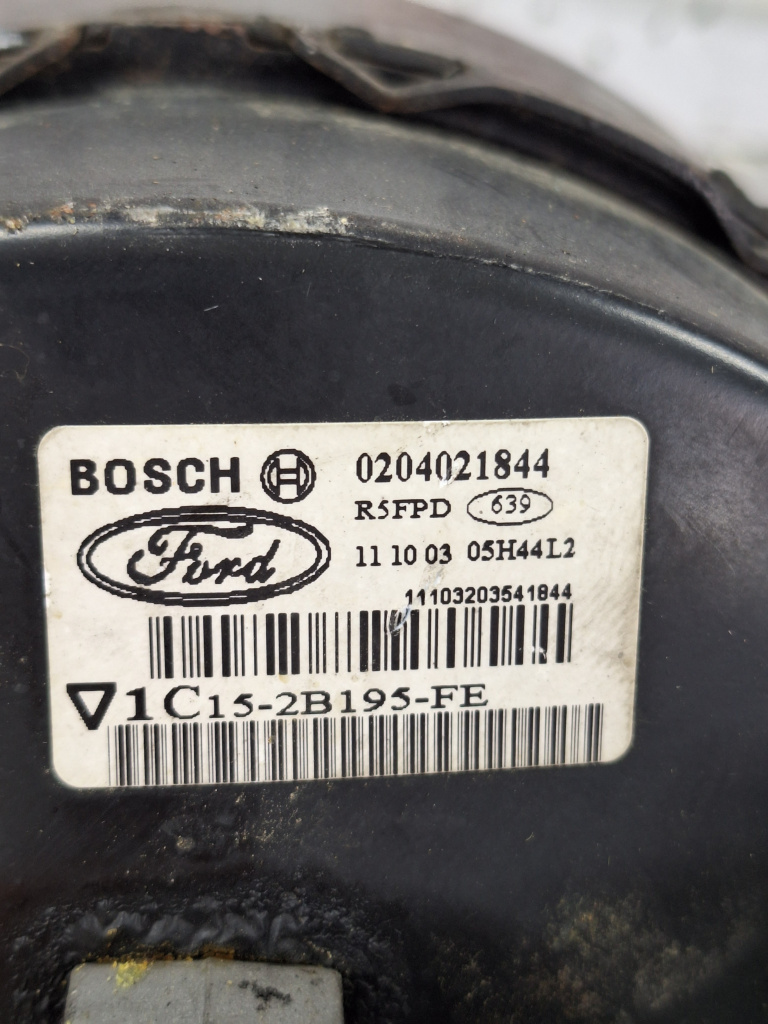 BOSCH 0204021844
R5FPD 639
Ford 11 10 03 05H44L2
11103203541844
1C15-2B195-FE